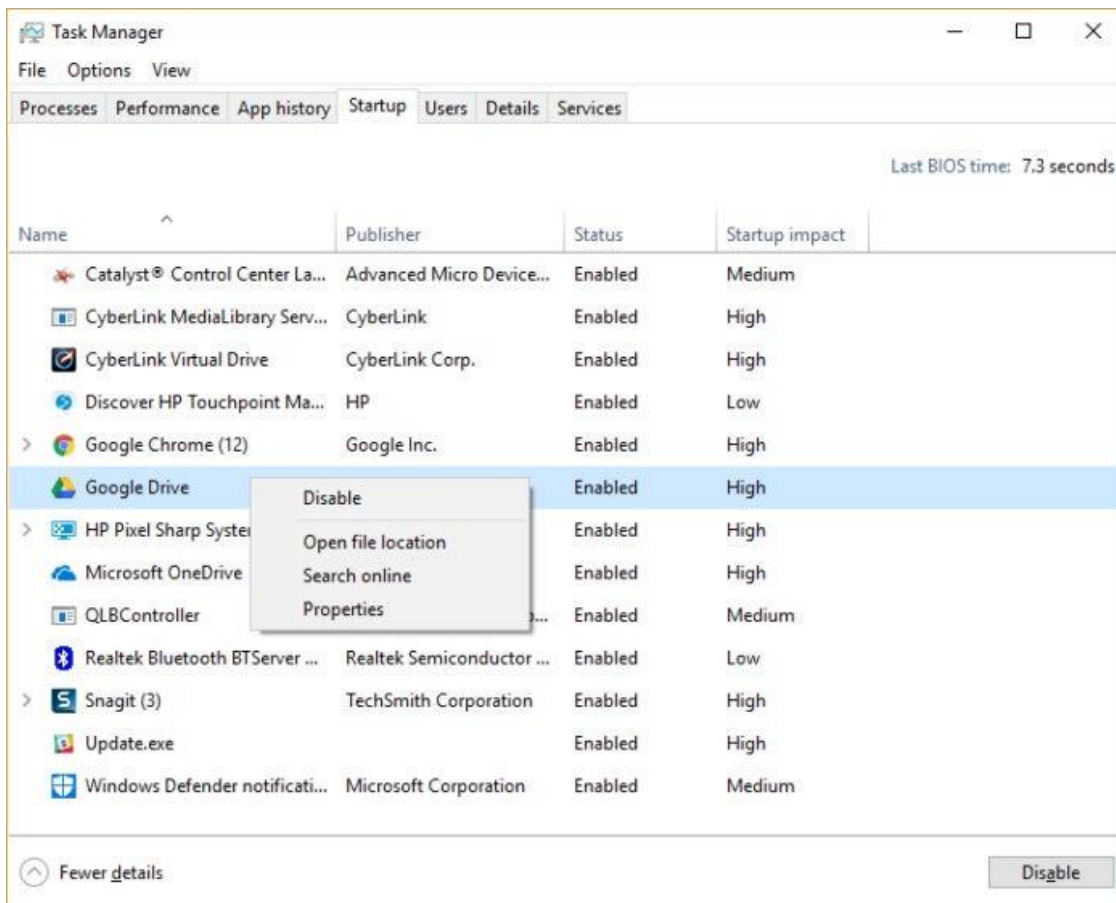 Task Manager
File Options View
Processes Performance App history Startup Users Details Services
Last BIOS time: 7.3 seconds
Name Publisher Status Startup impact
Catalyst® Control Center La... Advanced Micro Device... Enabled Medium
CyberLink MediaLibrary Serv... CyberLink Enabled High
CyberLink Virtual Drive CyberLink Corp. Enabled High
Discover HP Touchpoint Ma... HP Enabled Low
Google Chrome (12) Google Inc. Enabled High
Google Drive Enabled High
Disable
HP Pixel Sharp Enabled High
Open file location
Microsoft OneDrive Enabled High
Search online
QLBController Enabled Medium
Properties
Realtek Bluetooth BTServer ... Realtek Semiconductor ... Enabled Low
Snagit (3) TechSmith Corporation Enabled High
Update.exe Enabled High
Windows Defender notificati... Microsoft Corporation Enabled Medium
Fewer details Disable